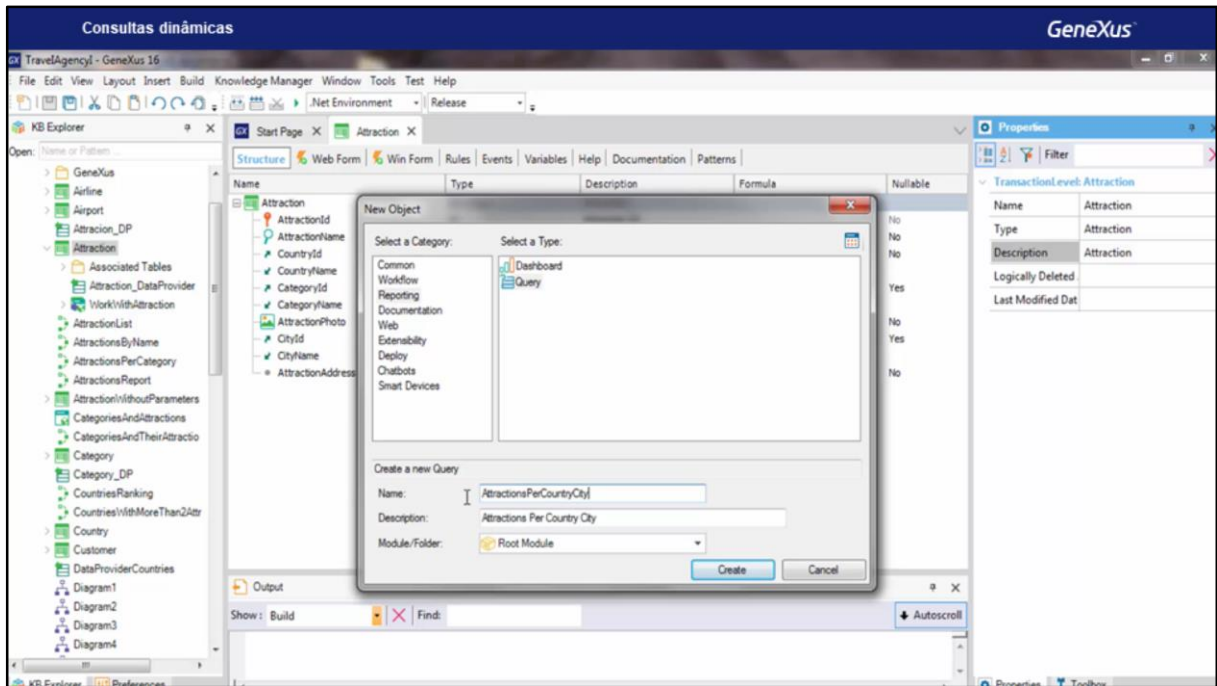 Consultas dinâmicas
GeneXus
TravelAgencyI - GeneXus 16
File Edit View Layout Insert Build Knowledge Manager Window Tools Test Help
.Net Environment Release
KB Explorer
Open: Name or Pattern ...
GeneXus
Airline
Airport
Attracion_DP
Attraction
Associated Tables
Attraction_DataProvider
WorkWithAttraction
AttractionList
AttractionsByName
AttractionsPerCategory
AttractionsReport
AttractionWithoutParameters
CategoriesAndAttractions
CategoriesAndTheirAttractio
Category
Category_DP
CountriesRanking
CountriesWithMoreThan2Attr
Country
Customer
DataProviderCountries
Diagram1
Diagram2
Diagram3
Diagram4
KB Explorer Preferences
Start Page Attraction
Structure Web Form Win Form Rules Events Variables Help Documentation Patterns
Name Type Description Formula Nullable
Attraction
AttractionId No
AttractionName No
CountryId No
CountryName
CategoryId Yes
CategoryName
AttractionPhoto No
CityId Yes
CityName
AttractionAddress No
New Object
Select a Category: Select a Type:
Common
Workflow
Reporting
Documentation
Web
Extensibility
Deploy
Chatbots
Smart Devices
Dashboard
Query
Create a new Query
Name: AttractionsPerCountryCity
Description: Attractions Per Country City
Module/Folder: Root Module
Create Cancel
Output
Show: Build Find: Autoscroll
Properties
Filter
TransactionLevel: Attraction
Name Attraction
Type Attraction
Description Attraction
Logically Deleted
Last Modified Dat
Properties Toolbox